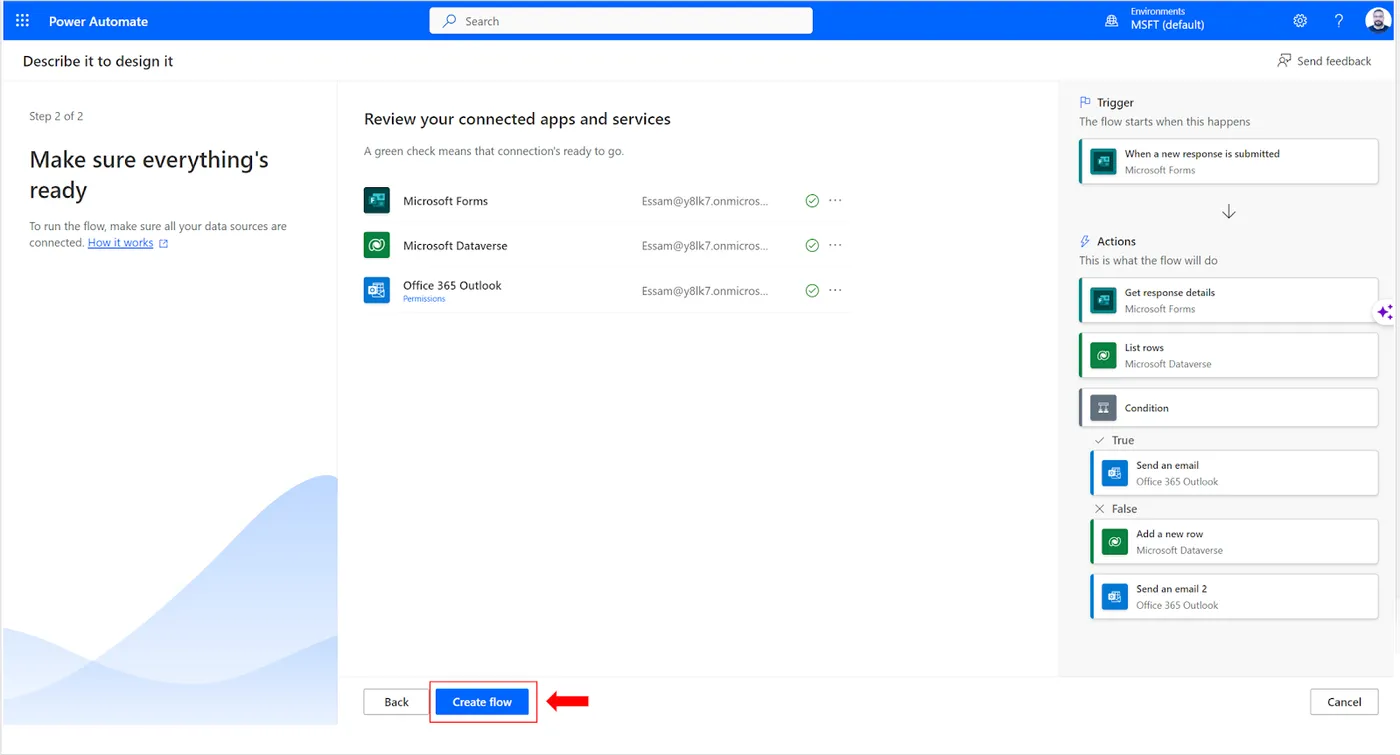 Power Automate
Search
Environments
MSFT (default)
Describe it to design it
Send feedback
Step 2 of 2
Make sure everything's
ready
To run the flow, make sure all your data sources are
connected. How it works
Review your connected apps and services
A green check means that connection's ready to go.
Microsoft Forms
Essam@y8lk7.onmicros...
Microsoft Dataverse
Essam@y8lk7.onmicros...
Office 365 Outlook
Permissions
Essam@y8lk7.onmicros...
Trigger
The flow starts when this happens
When a new response is submitted
Microsoft Forms
Actions
This is what the flow will do
Get response details
Microsoft Forms
List rows
Microsoft Dataverse
Condition
True
Send an email
Office 365 Outlook
False
Add a new row
Microsoft Dataverse
Send an email 2
Office 365 Outlook
Back
Create flow
Cancel